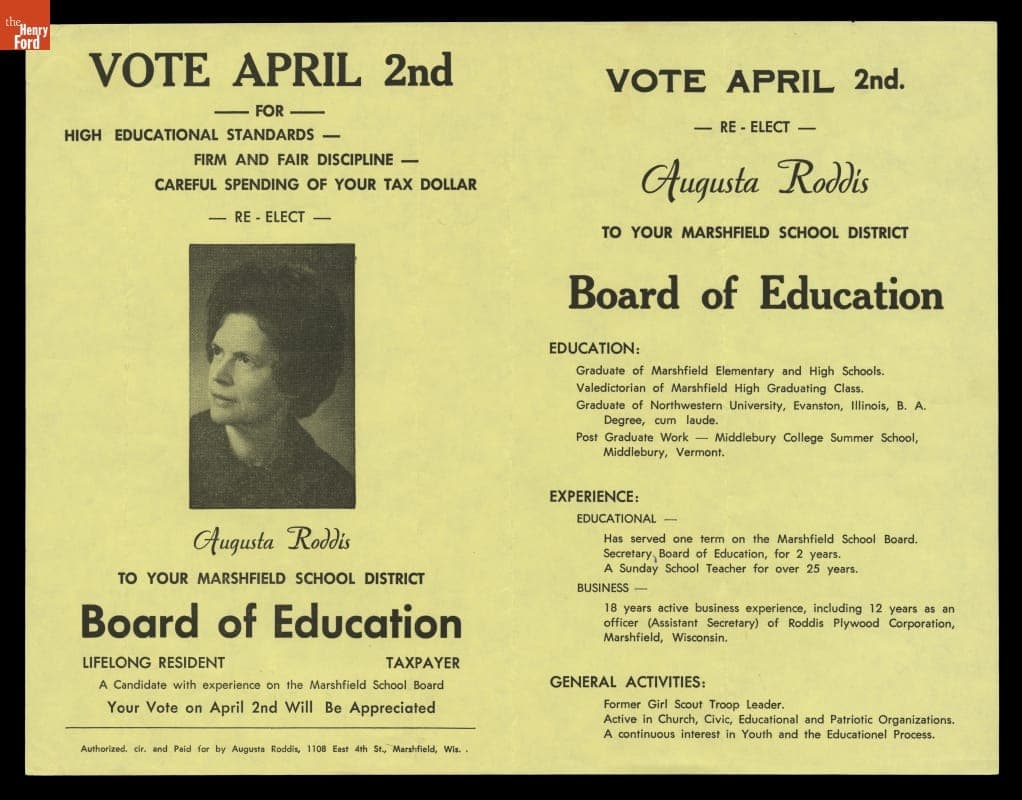 the
Henry
Ford
VOTE APRIL 2nd
— FOR —
HIGH EDUCATIONAL STANDARDS —
FIRM AND FAIR DISCIPLINE —
CAREFUL SPENDING OF YOUR TAX DOLLAR
— RE - ELECT —
Augusta Roddis
TO YOUR MARSHFIELD SCHOOL DISTRICT
Board of Education
LIFELONG RESIDENT TAXPAYER
A Candidate with experience on the Marshfield School Board
Your Vote on April 2nd Will Be Appreciated
Authorized. cir. and Paid for by Augusta Roddis, 1108 East 4th St., Marshfield, Wis. .
VOTE APRIL 2nd.
— RE - ELECT —
Augusta Roddis
TO YOUR MARSHFIELD SCHOOL DISTRICT
Board of Education
EDUCATION:
Graduate of Marshfield Elementary and High Schools.
Valedictorian of Marshfield High Graduating Class.
Graduate of Northwestern University, Evanston, Illinois, B. A.
Degree, cum laude.
Post Graduate Work — Middlebury College Summer School,
Middlebury, Vermont.
EXPERIENCE:
EDUCATIONAL —
Has served one term on the Marshfield School Board.
Secretary, Board of Education, for 2 years.
A Sunday School Teacher for over 25 years.
BUSINESS —
18 years active business experience, including 12 years as an
officer (Assistant Secretary) of Roddis Plywood Corporation,
Marshfield, Wisconsin.
GENERAL ACTIVITIES:
Former Girl Scout Troop Leader.
Active in Church, Civic, Educational and Patriotic Organizations.
A continuous interest in Youth and the Educationel Process.